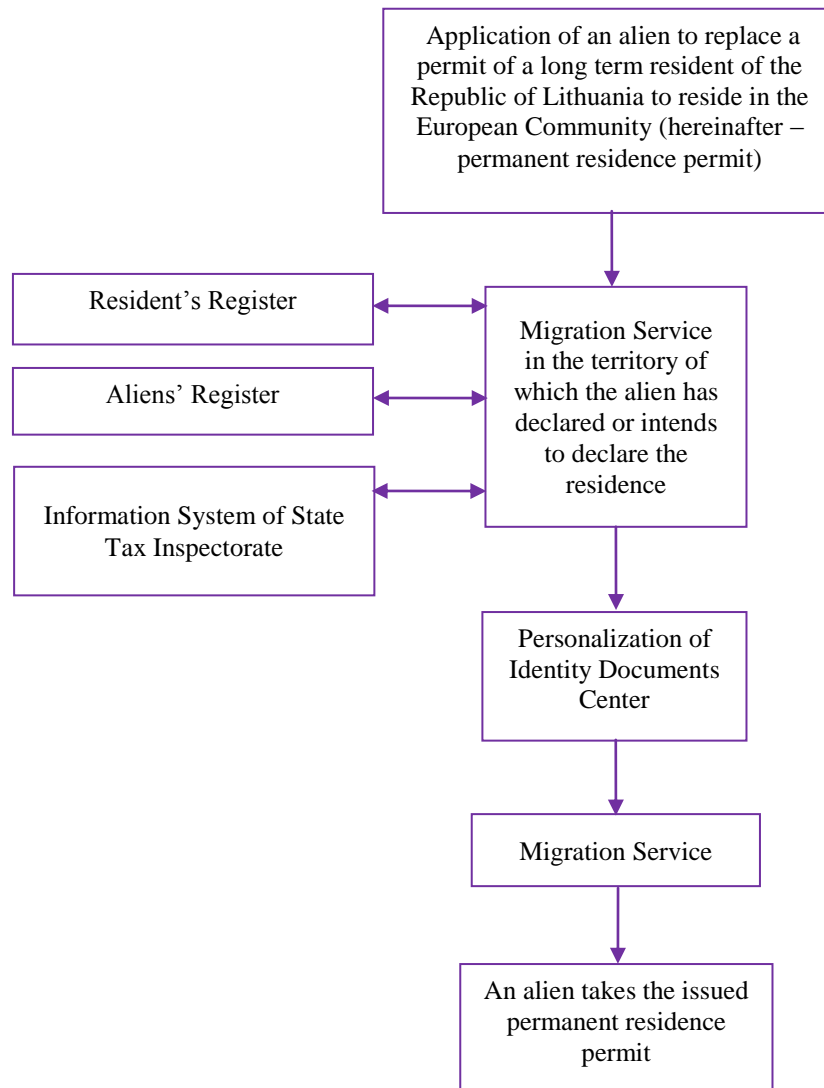 Application of an alien to replace a
permit of a long term resident of the
Republic of Lithuania to reside in the
European Community (hereinafter –
permanent residence permit)
Resident’s Register
Aliens’ Register
Information System of State
Tax Inspectorate
Migration Service
in the territory of
which the alien has
declared or intends
to declare the
residence
Personalization of
Identity Documents
Center
Migration Service
An alien takes the issued
permanent residence
permit